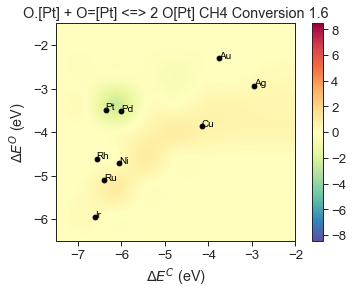 O.[Pt] + O=[Pt] <=> 2 O[Pt] CH4 Conversion 1.6
8
−2
Au
6
Ag
−3
4
Pt Pd
2
ΔE^O (eV)
−4
Cu
0
Rh
Ni
−2
−5
Ru
−4
−6
Ir
−6
−8
−7 −6 −5 −4 −3 −2
ΔE^C (eV)